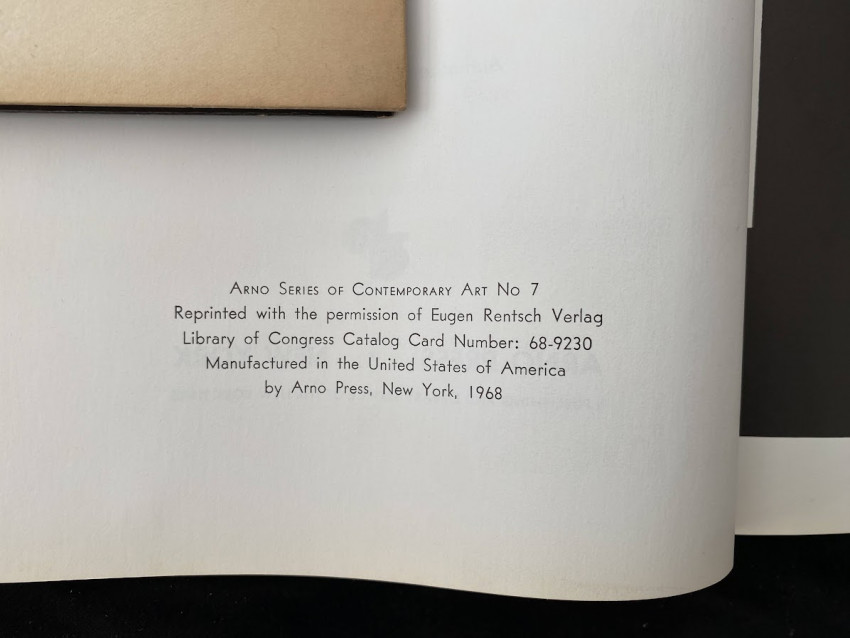 Arno Series of Contemporary Art No 7
Reprinted with the permission of Eugen Rentsch Verlag
Library of Congress Catalog Card Number: 68-9230
Manufactured in the United States of America
by Arno Press, New York, 1968